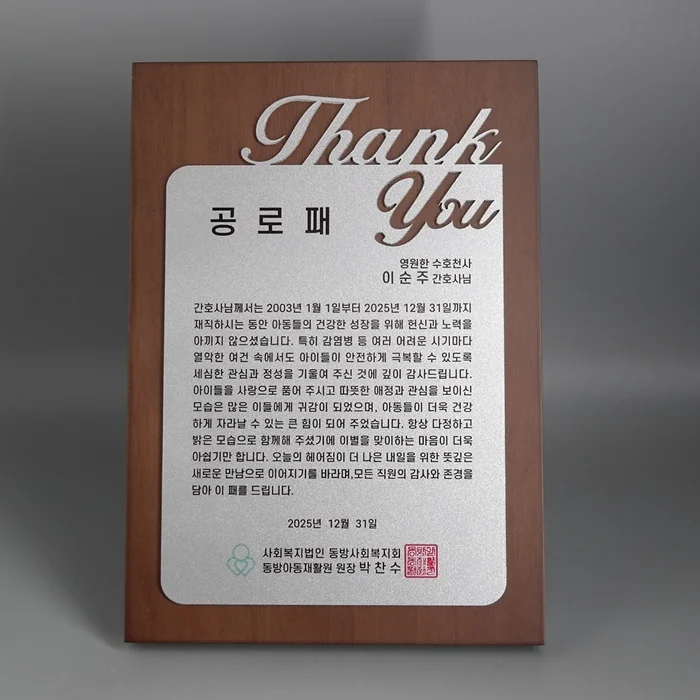 Thank
You
공로패
영원한 수호천사
이순주 간호사님
간호사님께서는 2003년 1월 1일부터 2025년 12월 31일까지
재직하시는 동안 아동들의 건강한 성장을 위해 헌신과 노력을
아끼지 않으셨습니다. 특히 감염병 등 여러 어려운 시기마다
열악한 여건 속에서도 아이들이 안전하게 극복할 수 있도록
세심한 관심과 정성을 기울여 주신 것에 깊이 감사드립니다.
아이들을 사랑으로 품어 주시고 따뜻한 애정과 관심을 보이신
모습은 많은 이들에게 귀감이 되었으며, 아동들이 더욱 건강
하게 자라날 수 있는 큰 힘이 되어 주었습니다. 항상 다정하고
밝은 모습으로 함께해 주셨기에 이별을 맞이하는 마음이 더욱
아쉽기만 합니다. 오늘의 헤어짐이 더 나은 내일을 위한 뜻깊은
새로운 만남으로 이어지기를 바라며,모든 직원의 감사와 존경을
담아 이 패를 드립니다.
2025년 12월 31일
사회복지법인 동방사회복지회
동방아동재활원 원장 박찬수